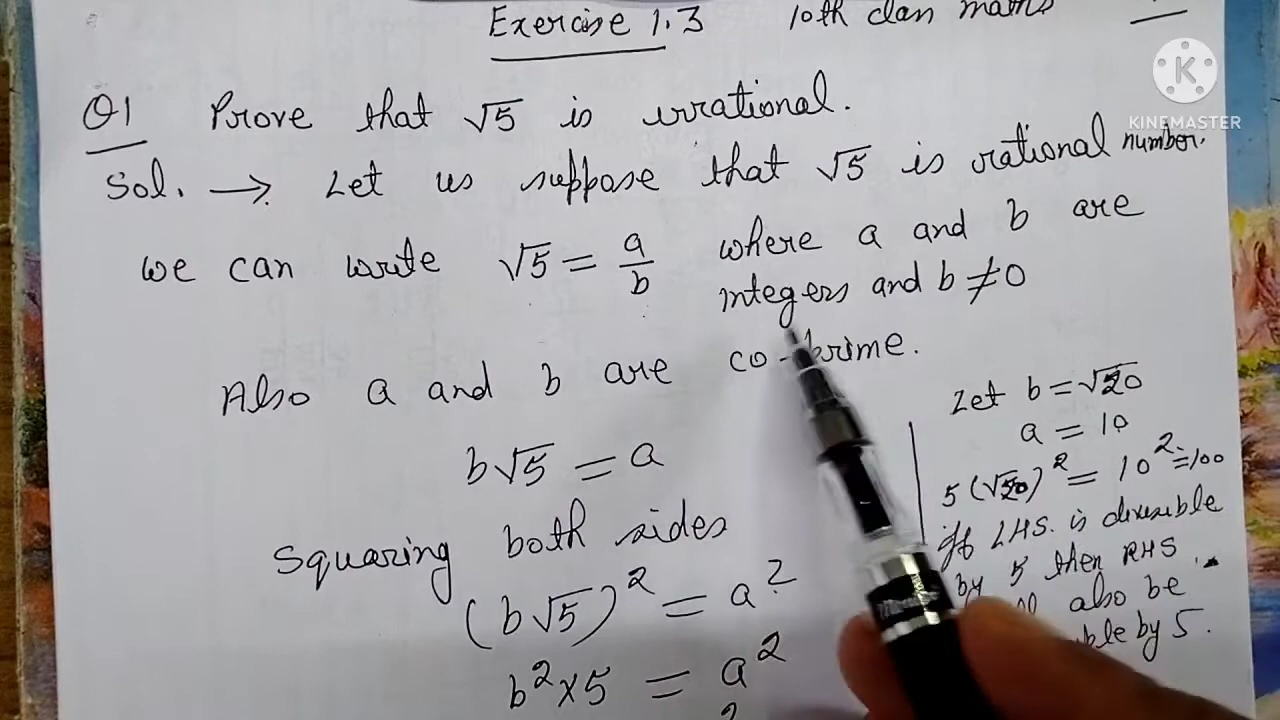 Exercise 1.3 10th class maths
KINEMASTER
Q1 Prove that √5 is irrational.
Sol. → Let us suppose that √5 is rational number.
we can write √5 = a/b where a and b are
integers and b ≠ 0
Also a and b are co-prime.
b√5 = a
Squaring both sides
(b√5)² = a²
b² × 5 = a²
2
Let b = √20
a = 10
5(√20)² = 10² = 100
if LHS. is divisible
by 5 then RHS
also be
by 5.